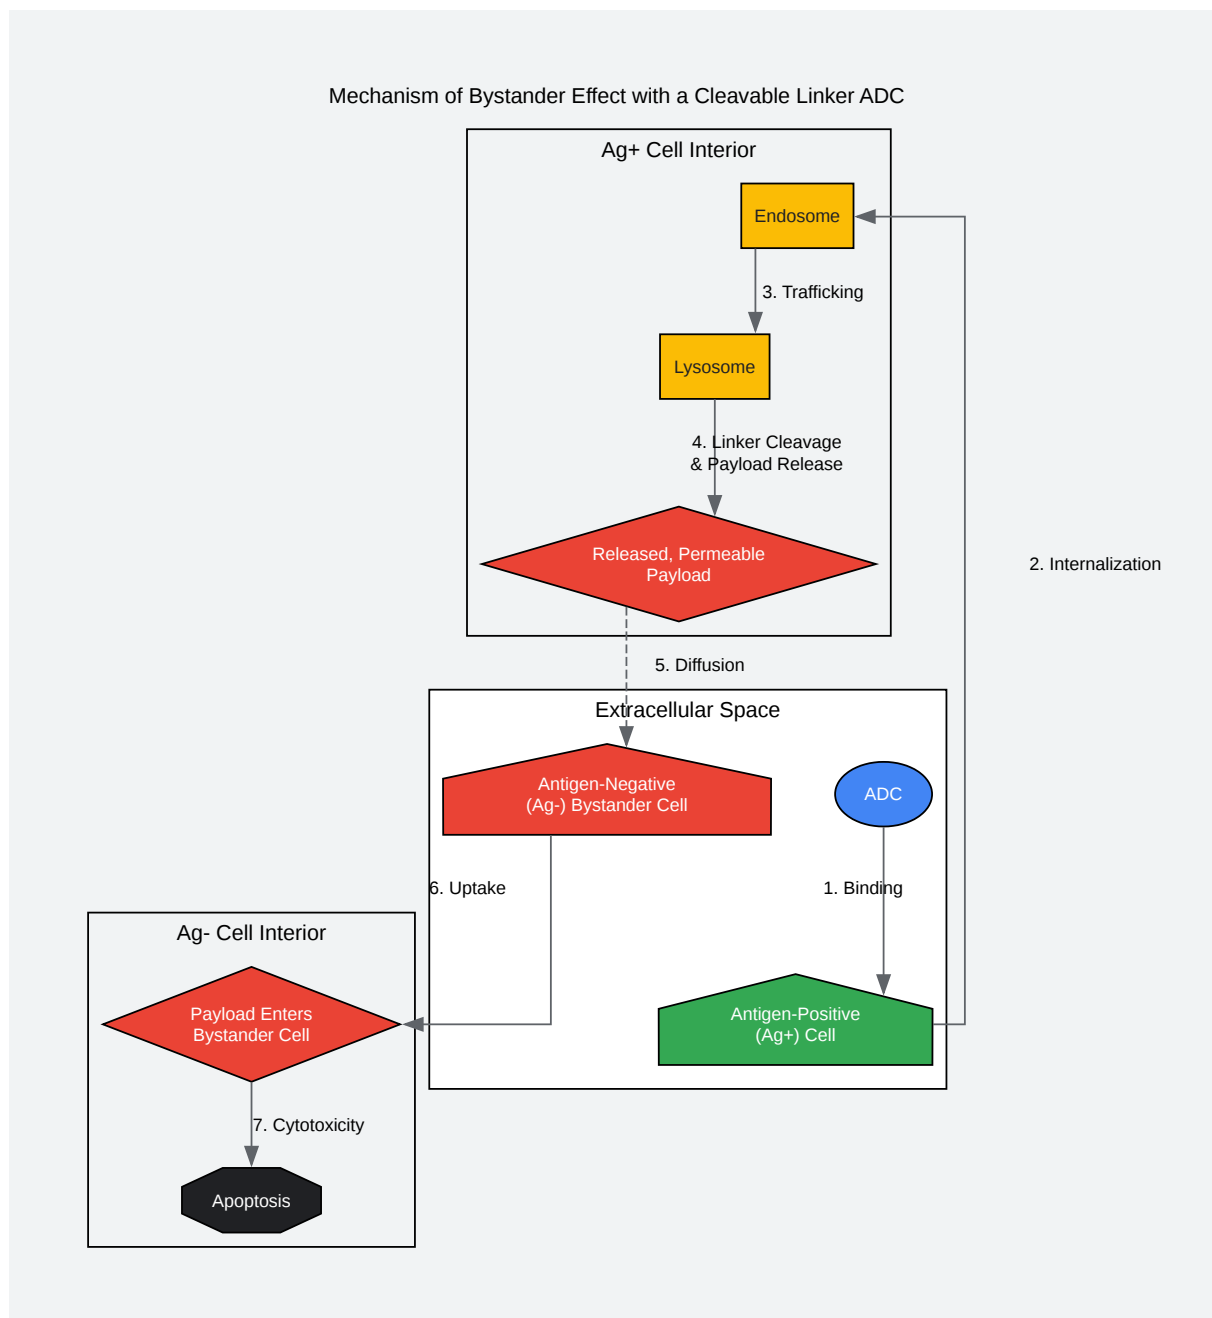 Mechanism of Bystander Effect with a Cleavable Linker ADC
Ag+ Cell Interior
Endosome
3. Trafficking
Lysosome
4. Linker Cleavage
& Payload Release
Released, Permeable
Payload
2. Internalization
5. Diffusion
Extracellular Space
Antigen-Negative
(Ag-) Bystander Cell
ADC
6. Uptake
1. Binding
Ag- Cell Interior
Payload Enters
Bystander Cell
Antigen-Positive
(Ag+) Cell
7. Cytotoxicity
Apoptosis